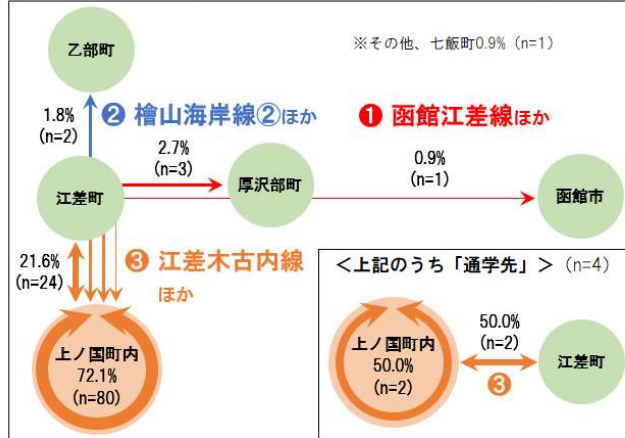 乙部町
※その他、七飯町0.9% (n=1)
1.8%
(n=2)
❷ 檜山海岸線②ほか
❶ 函館江差線ほか
2.7%
(n=3)
0.9%
(n=1)
江差町
厚沢部町
函館市
21.6%
(n=24)
❸ 江差木古内線
ほか
上ノ国町内
72.1%
(n=80)
＜上記のうち「通学先」＞ (n=4)
上ノ国町内
50.0%
(n=2)
50.0%
(n=2)
❸
江差町